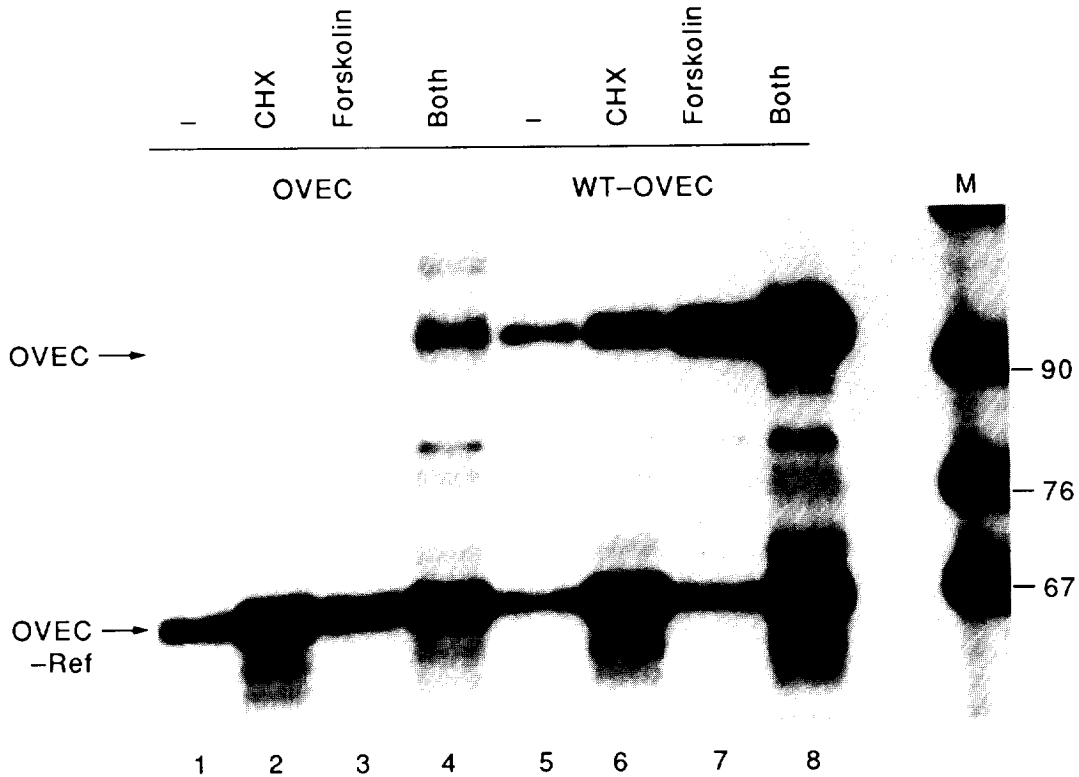 – CHX Forskolin Both – CHX Forskolin Both
OVEC WT–OVEC M
OVEC
90
76
67
OVEC
–Ref
1 2 3 4 5 6 7 8